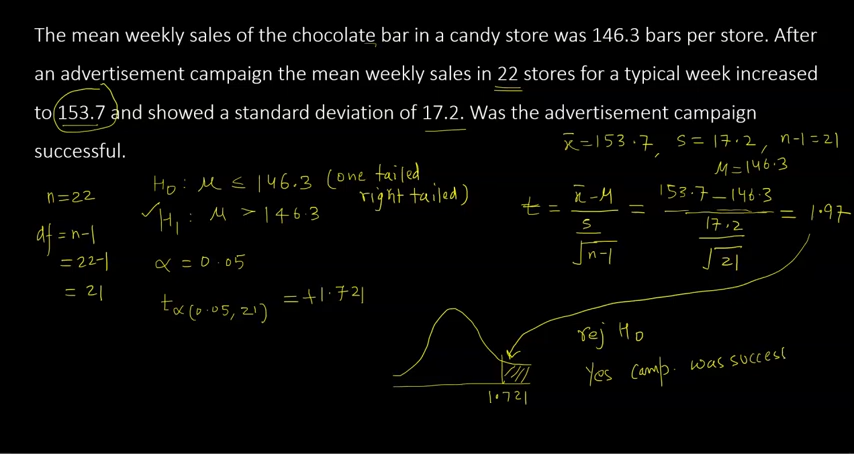 The mean weekly sales of the chocolate bar in a candy store was 146.3 bars per store. After
an advertisement campaign the mean weekly sales in 22 stores for a typical week increased
to 153.7 and showed a standard deviation of 17.2. Was the advertisement campaign
successful.
x̄ = 153.7, S = 17.2, n-1 = 21
μ = 146.3
n = 22
df = n-1
= 22-1
= 21
H₀ : μ ≤ 146.3 (one tailed
right tailed)
✓H₁ : μ > 146.3
α = 0.05
tα(0.05, 21) = +1.721
t = (x̄ - μ) / (s / √(n-1)) = (153.7 - 146.3) / (17.2 / √21) = 1.97
rej H₀
Yes camp. was success
1.721